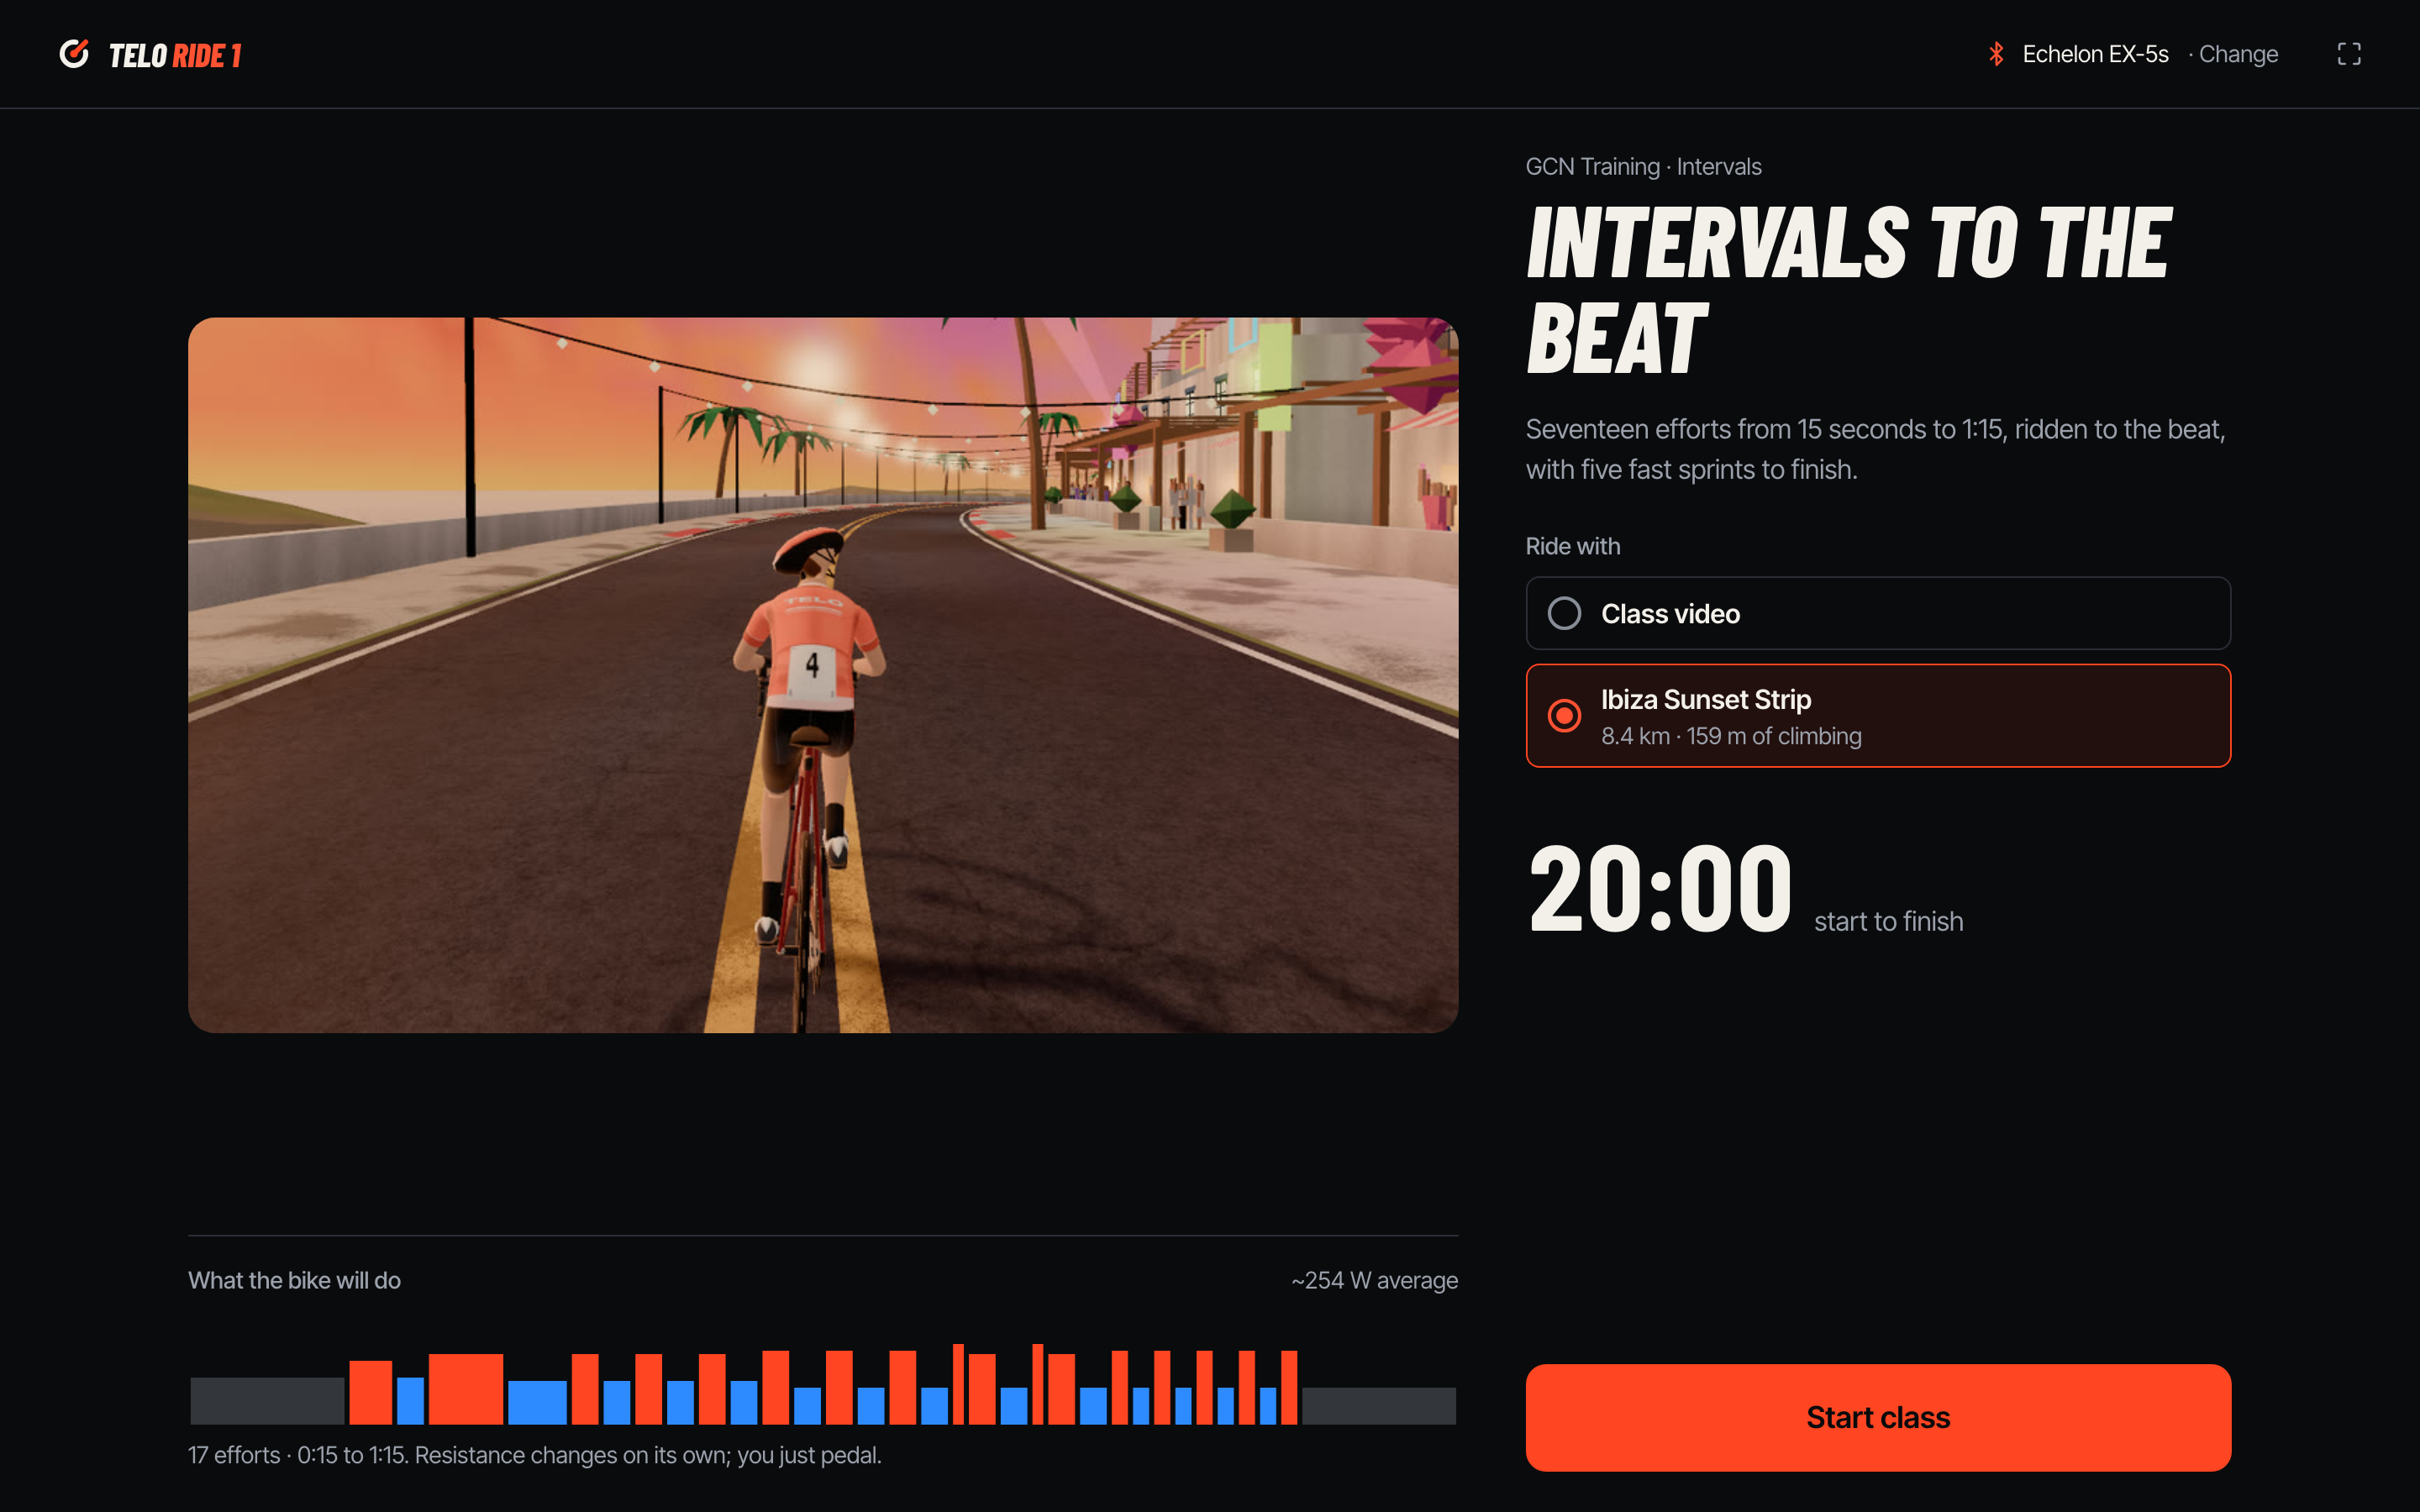 TELO RIDE 1
Echelon EX-5s · Change
GCN Training · Intervals
INTERVALS TO THE
BEAT
Seventeen efforts from 15 seconds to 1:15, ridden to the beat,
with five fast sprints to finish.
Ride with
Class video
Ibiza Sunset Strip
8.4 km · 159 m of climbing
20:00 start to finish
TELO
4
What the bike will do
~254 W average
17 efforts · 0:15 to 1:15. Resistance changes on its own; you just pedal.
Start class